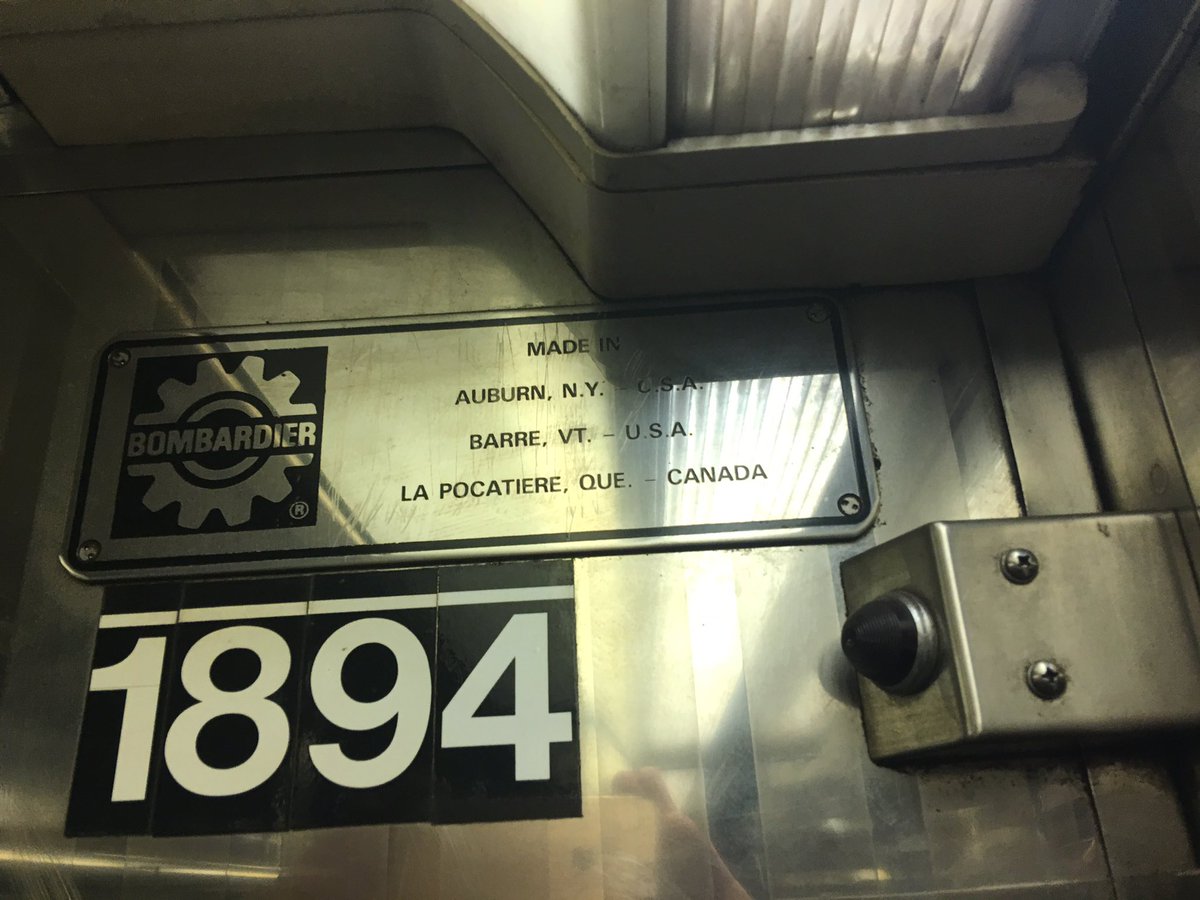 BOMBARDIER
®
MADE IN
AUBURN, N.Y. – U.S.A.
BARRE, VT. – U.S.A.
LA POCATIERE, QUE. – CANADA
1894